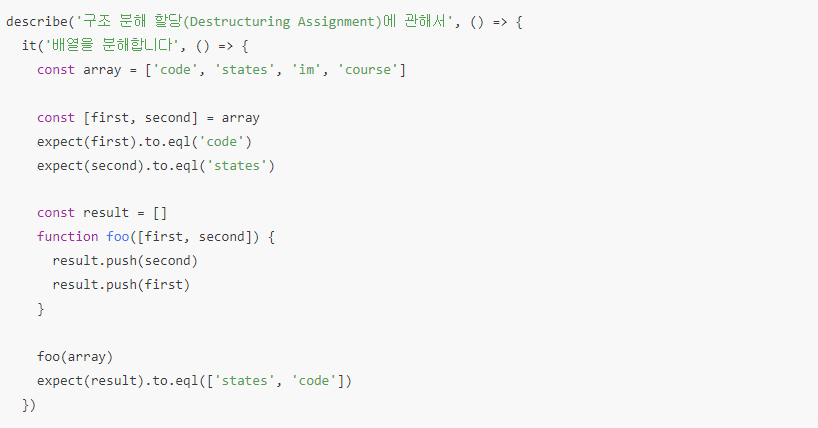 describe('구조 분해 할당(Destructuring Assignment)에 관해서', () => {
  it('배열을 분해합니다', () => {
    const array = ['code', 'states', 'im', 'course']
    const [first, second] = array
    expect(first).to.eql('code')
    expect(second).to.eql('states')
    const result = []
    function foo([first, second]) {
      result.push(second)
      result.push(first)
    }
    foo(array)
    expect(result).to.eql(['states', 'code'])
  })